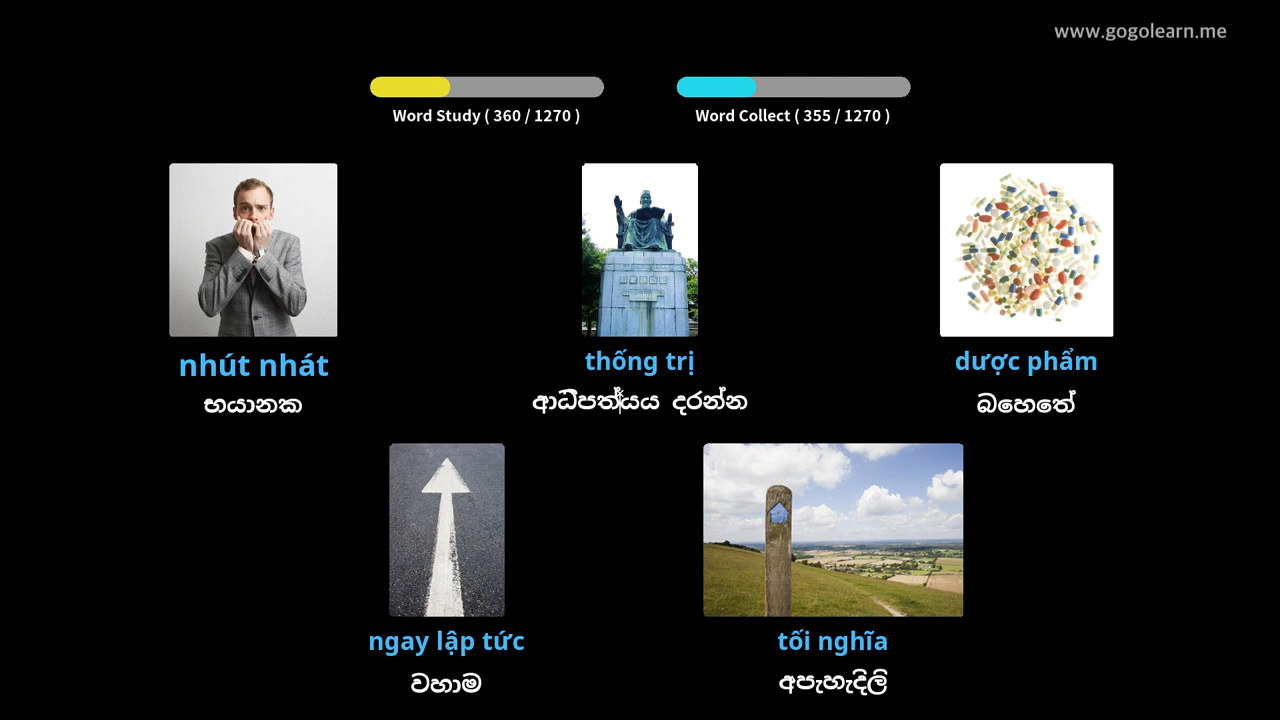 www.gogolearn.me
Word Study ( 360 / 1270 )
Word Collect ( 355 / 1270 )
nhút nhát
thống trị
dược phẩm
භයානක
ආධිපත්‍යය දරන්න
බෙහෙත්
ngay lập tức
tối nghĩa
වහාම
අපැහැදිලි